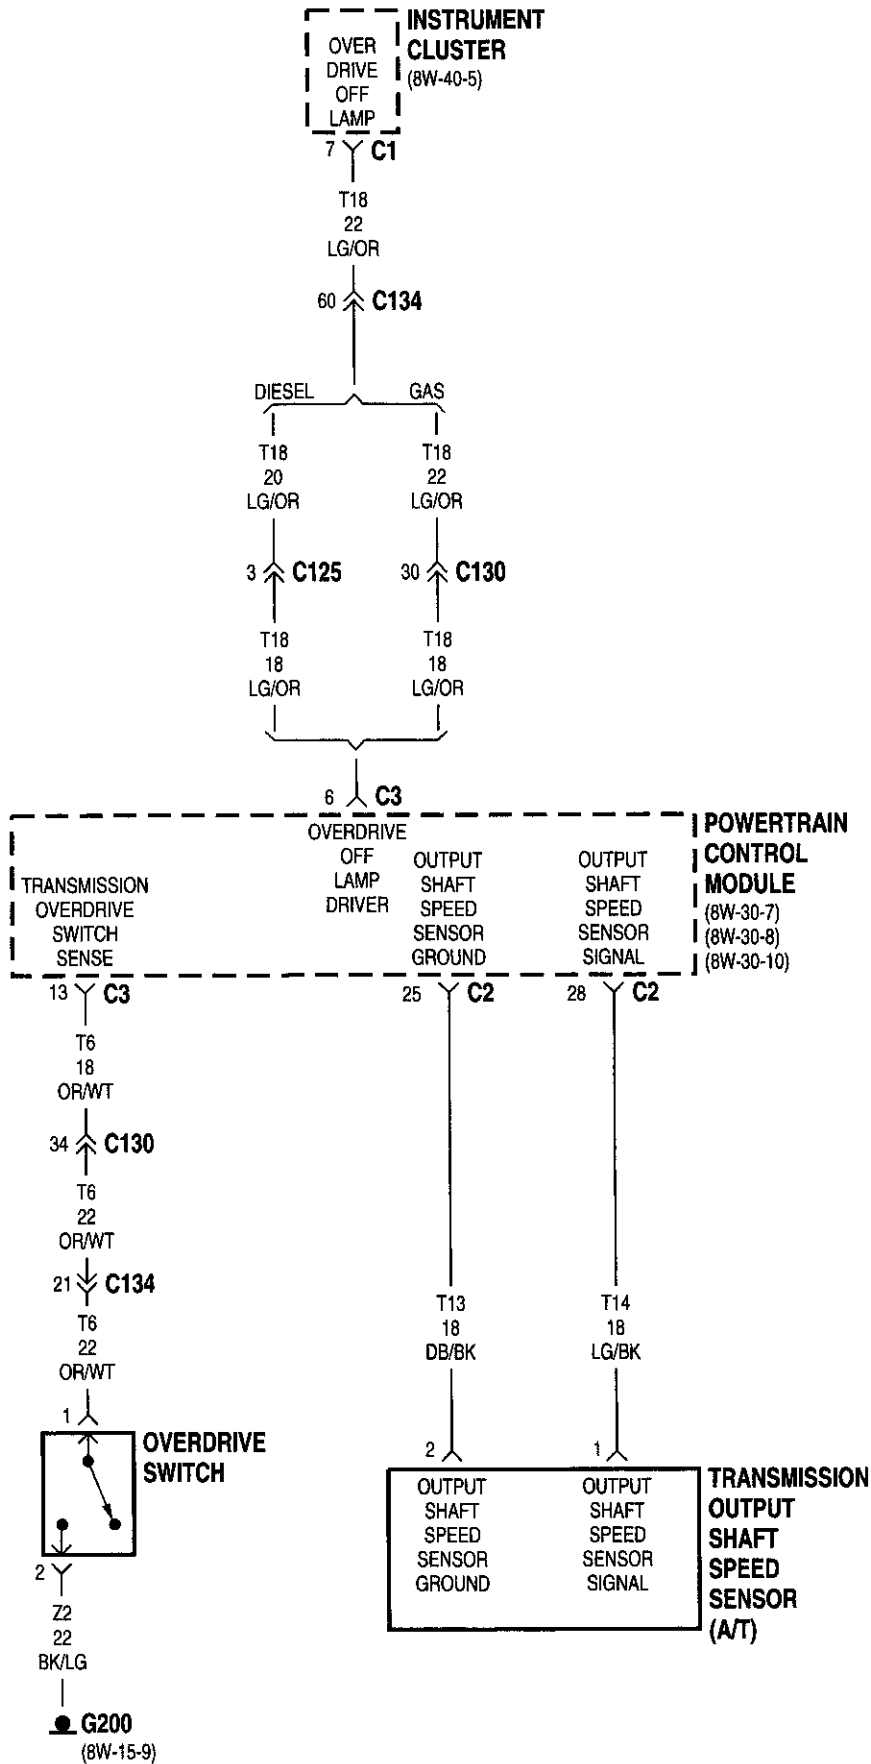 INSTRUMENT
CLUSTER
(8W-40-5)
OVER
DRIVE
OFF
LAMP
7 C1
T18
22
LG/OR
60 C134
DIESEL GAS
T18 T18
20 22
LG/OR LG/OR
3 C125 30 C130
T18 T18
18 18
LG/OR LG/OR
6 C3
POWERTRAIN
CONTROL
MODULE
(8W-30-7)
(8W-30-8)
(8W-30-10)
TRANSMISSION
OVERDRIVE
SWITCH
SENSE
OVERDRIVE
OFF
LAMP
DRIVER
OUTPUT
SHAFT
SPEED
SENSOR
GROUND
OUTPUT
SHAFT
SPEED
SENSOR
SIGNAL
13 C3
25 C2
28 C2
T6
18
OR/WT
34 C130
T6
22
OR/WT
21 C134
T6
22
OR/WT
1
OVERDRIVE
SWITCH
2
Z2
22
BK/LG
G200
(8W-15-9)
T13
18
DB/BK
2
T14
18
LG/BK
1
OUTPUT
SHAFT
SPEED
SENSOR
GROUND
OUTPUT
SHAFT
SPEED
SENSOR
SIGNAL
TRANSMISSION
OUTPUT
SHAFT
SPEED
SENSOR
(A/T)